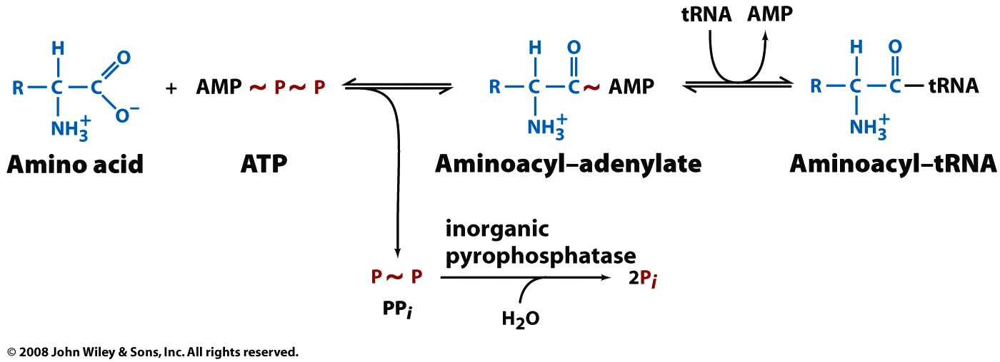 tRNA AMP
H O H O H O
R C C + AMP ~ P ~ P R C C ~ AMP R C C tRNA
O⁻
NH₃⁺ NH₃⁺ NH₃⁺
Amino acid ATP Aminoacyl–adenylate Aminoacyl–tRNA
inorganic
pyrophosphatase
P ~ P 2Pᵢ
PPᵢ H₂O
© 2008 John Wiley & Sons, Inc. All rights reserved.